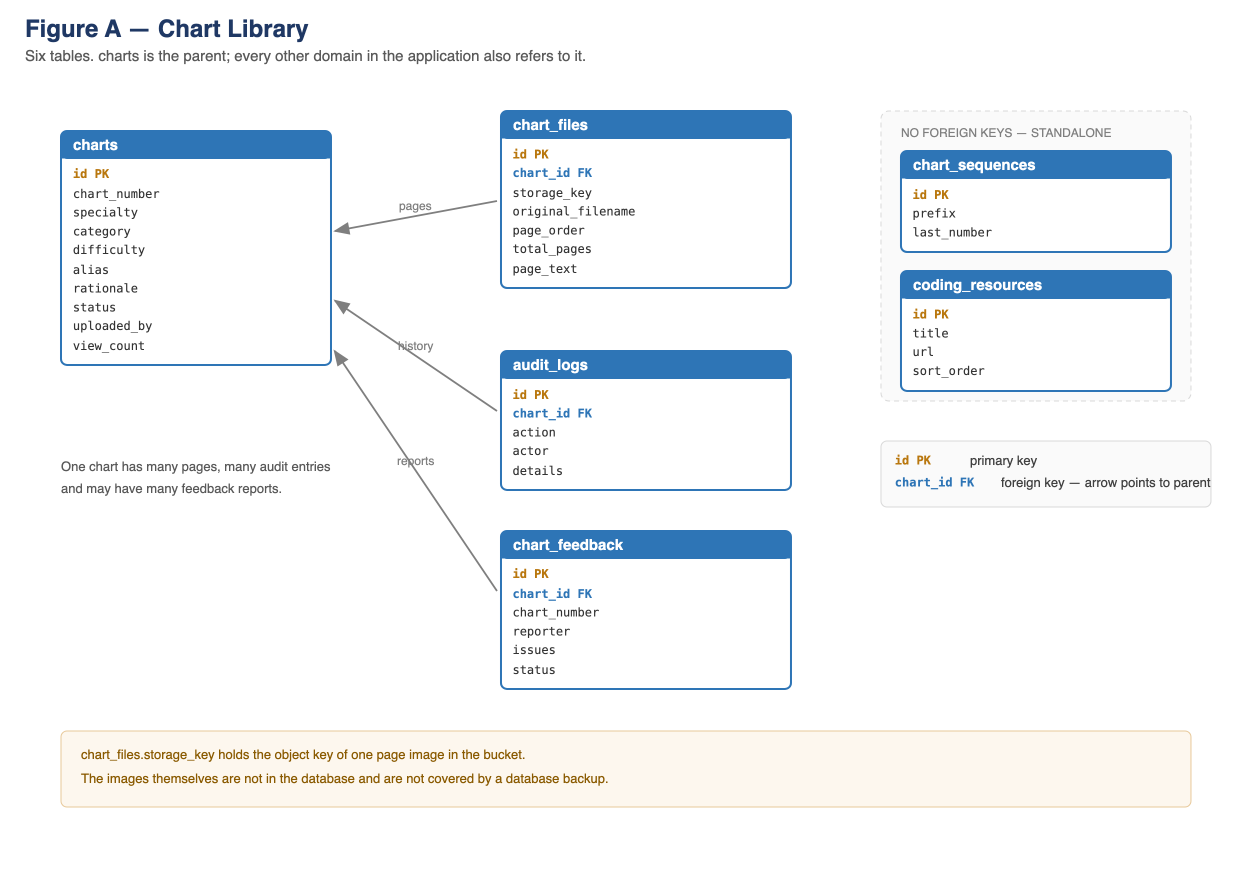 Figure A — Chart Library
Six tables. charts is the parent; every other domain in the application also refers to it.
charts
id PK
chart_number
specialty
category
difficulty
alias
rationale
status
uploaded_by
view_count
pages
history
reports
One chart has many pages, many audit entries
and may have many feedback reports.
chart_files
id PK
chart_id FK
storage_key
original_filename
page_order
total_pages
page_text
audit_logs
id PK
chart_id FK
action
actor
details
chart_feedback
id PK
chart_id FK
chart_number
reporter
issues
status
NO FOREIGN KEYS — STANDALONE
chart_sequences
id PK
prefix
last_number
coding_resources
id PK
title
url
sort_order
id PK primary key
chart_id FK foreign key — arrow points to parent
chart_files.storage_key holds the object key of one page image in the bucket.
The images themselves are not in the database and are not covered by a database backup.